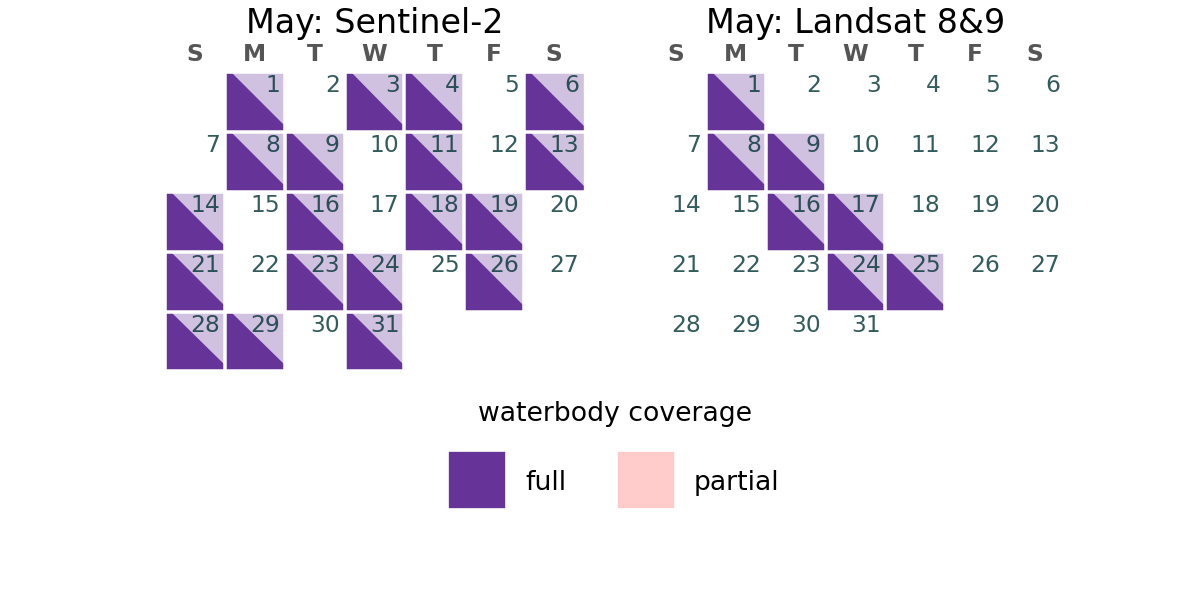 May: Sentinel-2
S M T W T F S
1 2 3 4 5 6
7 8 9 10 11 12 13
14 15 16 17 18 19 20
21 22 23 24 25 26 27
28 29 30 31
May: Landsat 8&9
S M T W T F S
1 2 3 4 5 6
7 8 9 10 11 12 13
14 15 16 17 18 19 20
21 22 23 24 25 26 27
28 29 30 31
waterbody coverage
full partial